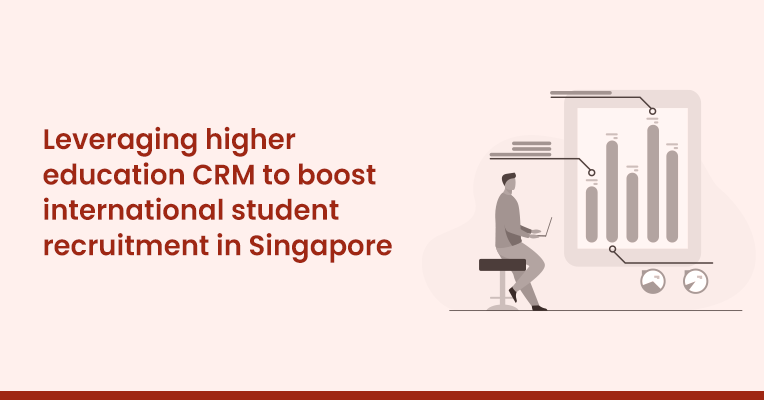 Leveraging higher
education CRM to boost
international student
recruitment in Singapore